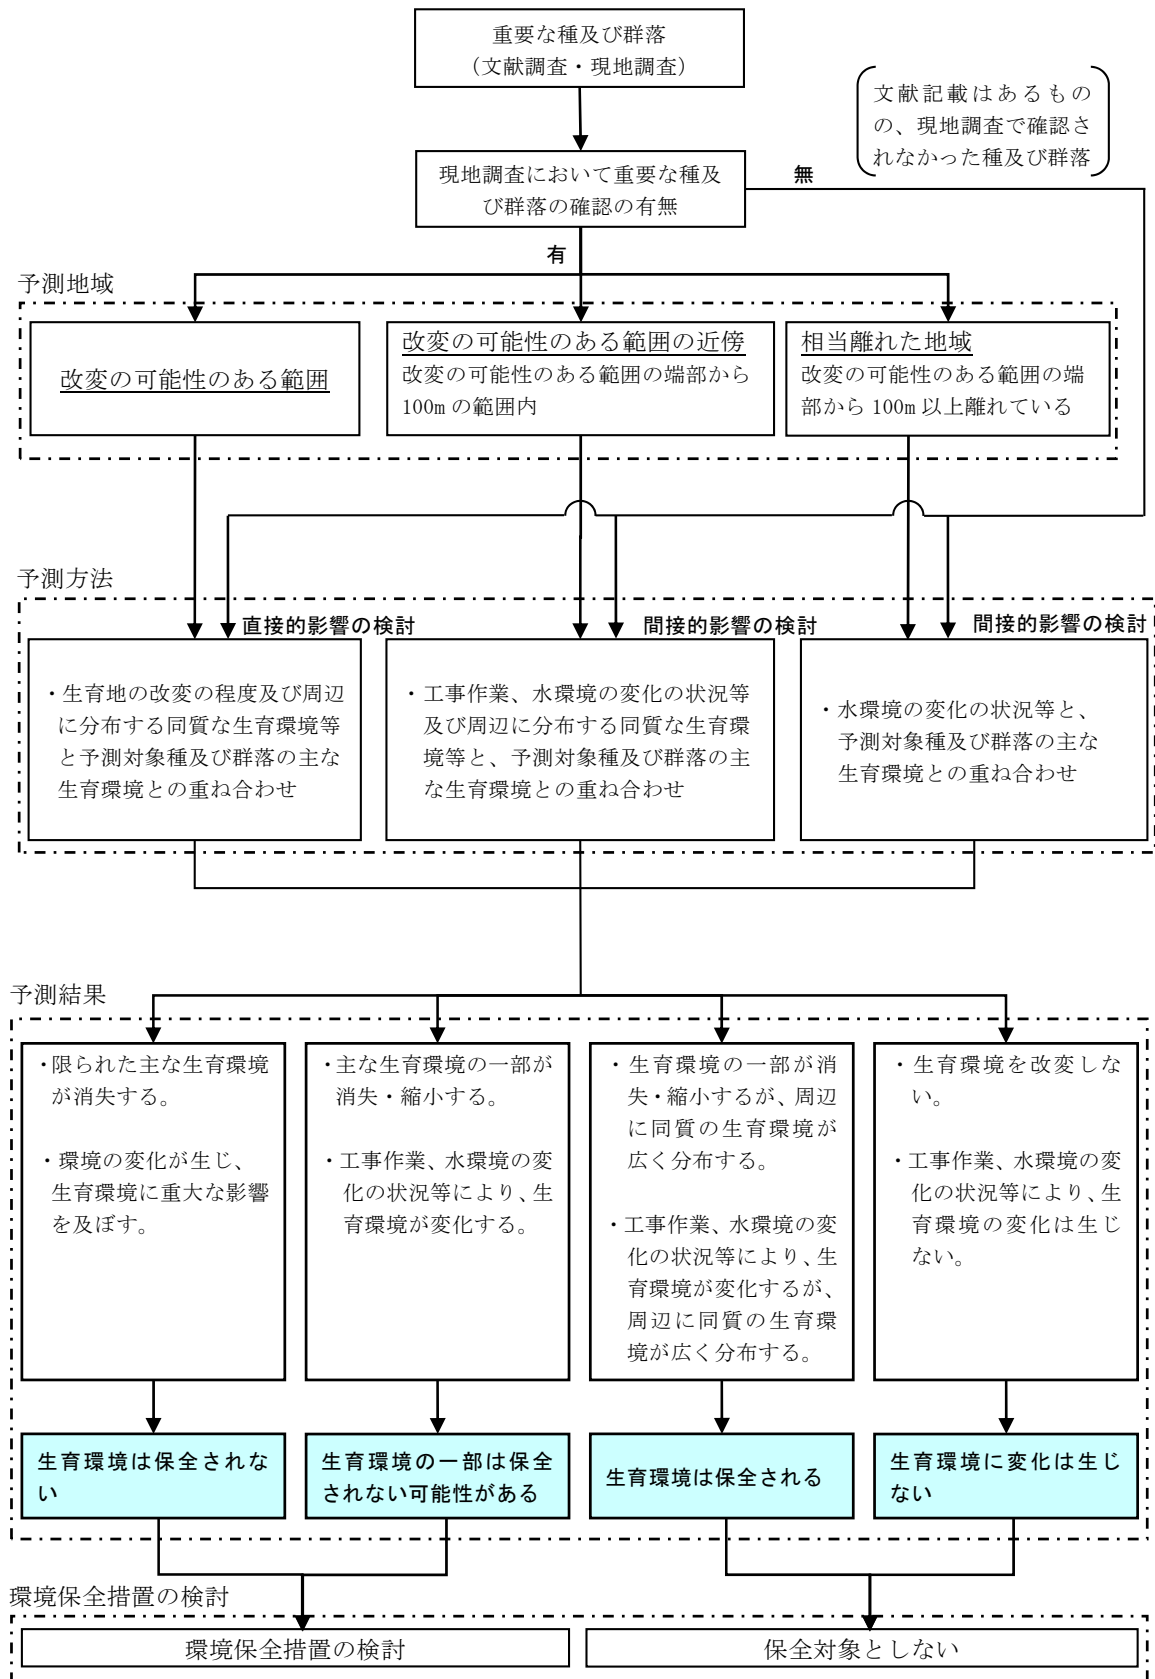 重要な種及び群落
（文献調査・現地調査）
文献記載はあるもの
の、現地調査で確認さ
れなかった種及び群落
現地調査において重要な種及
び群落の確認の有無
無
有
予測地域
改変の可能性のある範囲
改変の可能性のある範囲の近傍
改変の可能性のある範囲の端部から
100m の範囲内
相当離れた地域
改変の可能性のある範囲の端
部から 100m 以上離れている
予測方法
直接的影響の検討
・生育地の改変の程度及び周辺
に分布する同質な生育環境等
と予測対象種及び群落の主な
生育環境との重ね合わせ
間接的影響の検討
・工事作業、水環境の変化の状況等
及び周辺に分布する同質な生育環
境等と、予測対象種及び群落の主
な生育環境との重ね合わせ
間接的影響の検討
・水環境の変化の状況等と、
予測対象種及び群落の主な
生育環境との重ね合わせ
予測結果
・限られた主な生育環境
が消失する。
・環境の変化が生じ、
生育環境に重大な影響
を及ぼす。
・主な生育環境の一部が
消失・縮小する。
・工事作業、水環境の変
化の状況等により、生
育環境が変化する。
・生育環境の一部が消
失・縮小するが、周辺
に同質の生育環境が
広く分布する。
・工事作業、水環境の変
化の状況等により、生
育環境が変化するが、
周辺に同質の生育環
境が広く分布する。
・生育環境を改変しな
い。
・工事作業、水環境の変
化の状況等により、生
育環境の変化は生じ
ない。
生育環境は保全されな
い
生育環境の一部は保全
されない可能性がある
生育環境は保全される
生育環境に変化は生じ
ない
環境保全措置の検討
環境保全措置の検討
保全対象としない